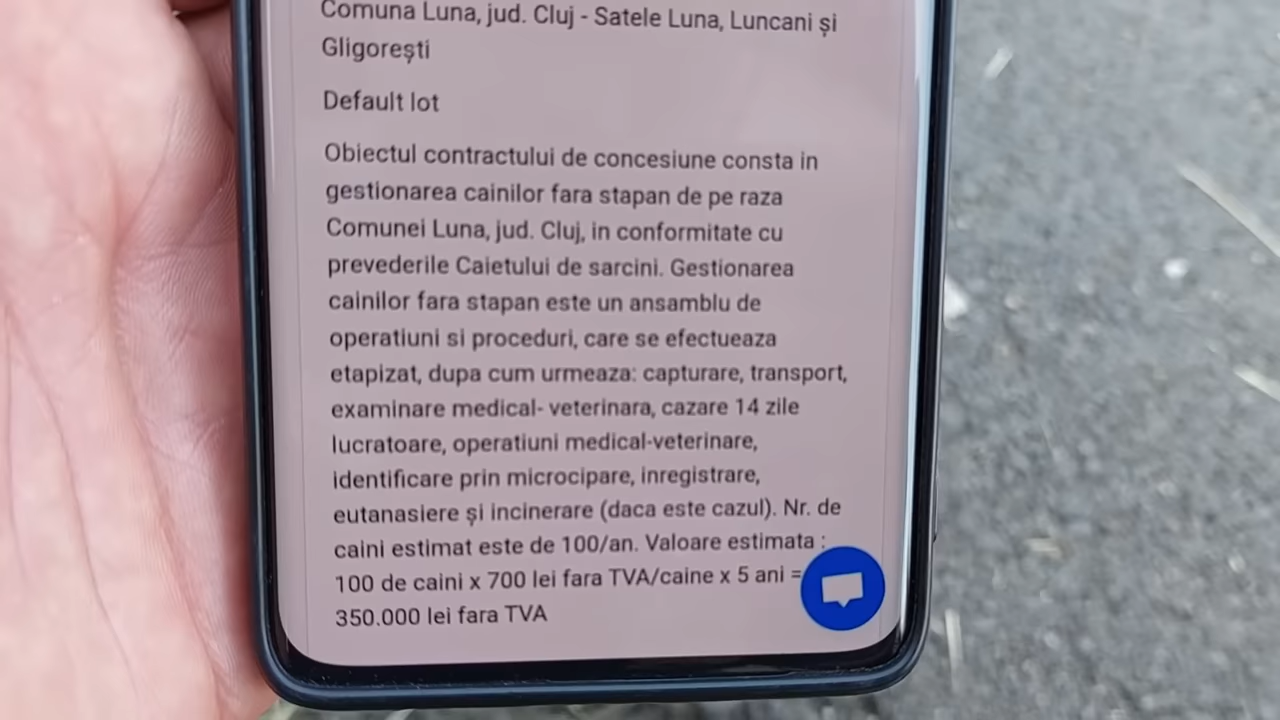 Comuna Luna, jud. Cluj - Satele Luna, Luncani și
Gligorești
Default lot
Obiectul contractului de concesiune consta in
gestionarea cainilor fara stapan de pe raza
Comunei Luna, jud. Cluj, in conformitate cu
prevederile Caietului de sarcini. Gestionarea
cainilor fara stapan este un ansamblu de
operatiuni si proceduri, care se efectueaza
etapizat, dupa cum urmeaza: capturare, transport,
examinare medical- veterinara, cazare 14 zile
lucratoare, operatiuni medical-veterinare,
identificare prin microcipare, inregistrare,
eutanasiere și incinerare (daca este cazul). Nr. de
caini estimat este de 100/an. Valoare estimata :
100 de caini x 700 lei fara TVA/caine x 5 ani =
350.000 lei fara TVA